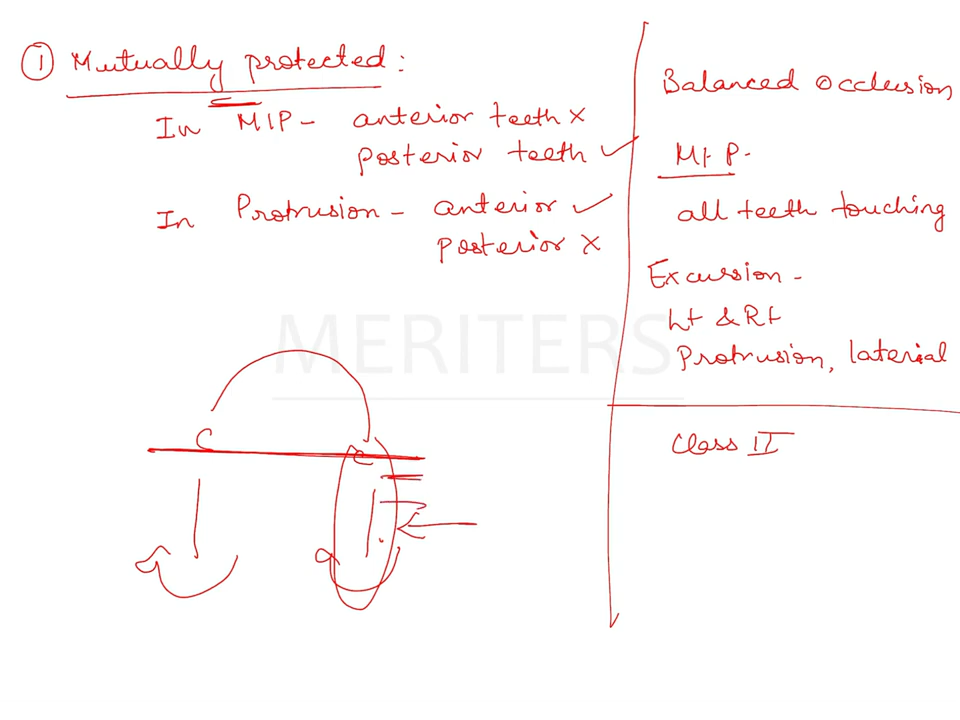 ① Mutually protected:
In MIP - anterior teeth x
posterior teeth ✓
In Protrusion - anterior ✓
posterior x
C
C
Balanced Occlusion
MIP -
all teeth touching
Excussion -
Lt & Rt
Protrusion, laterial
Class II
MERITERS